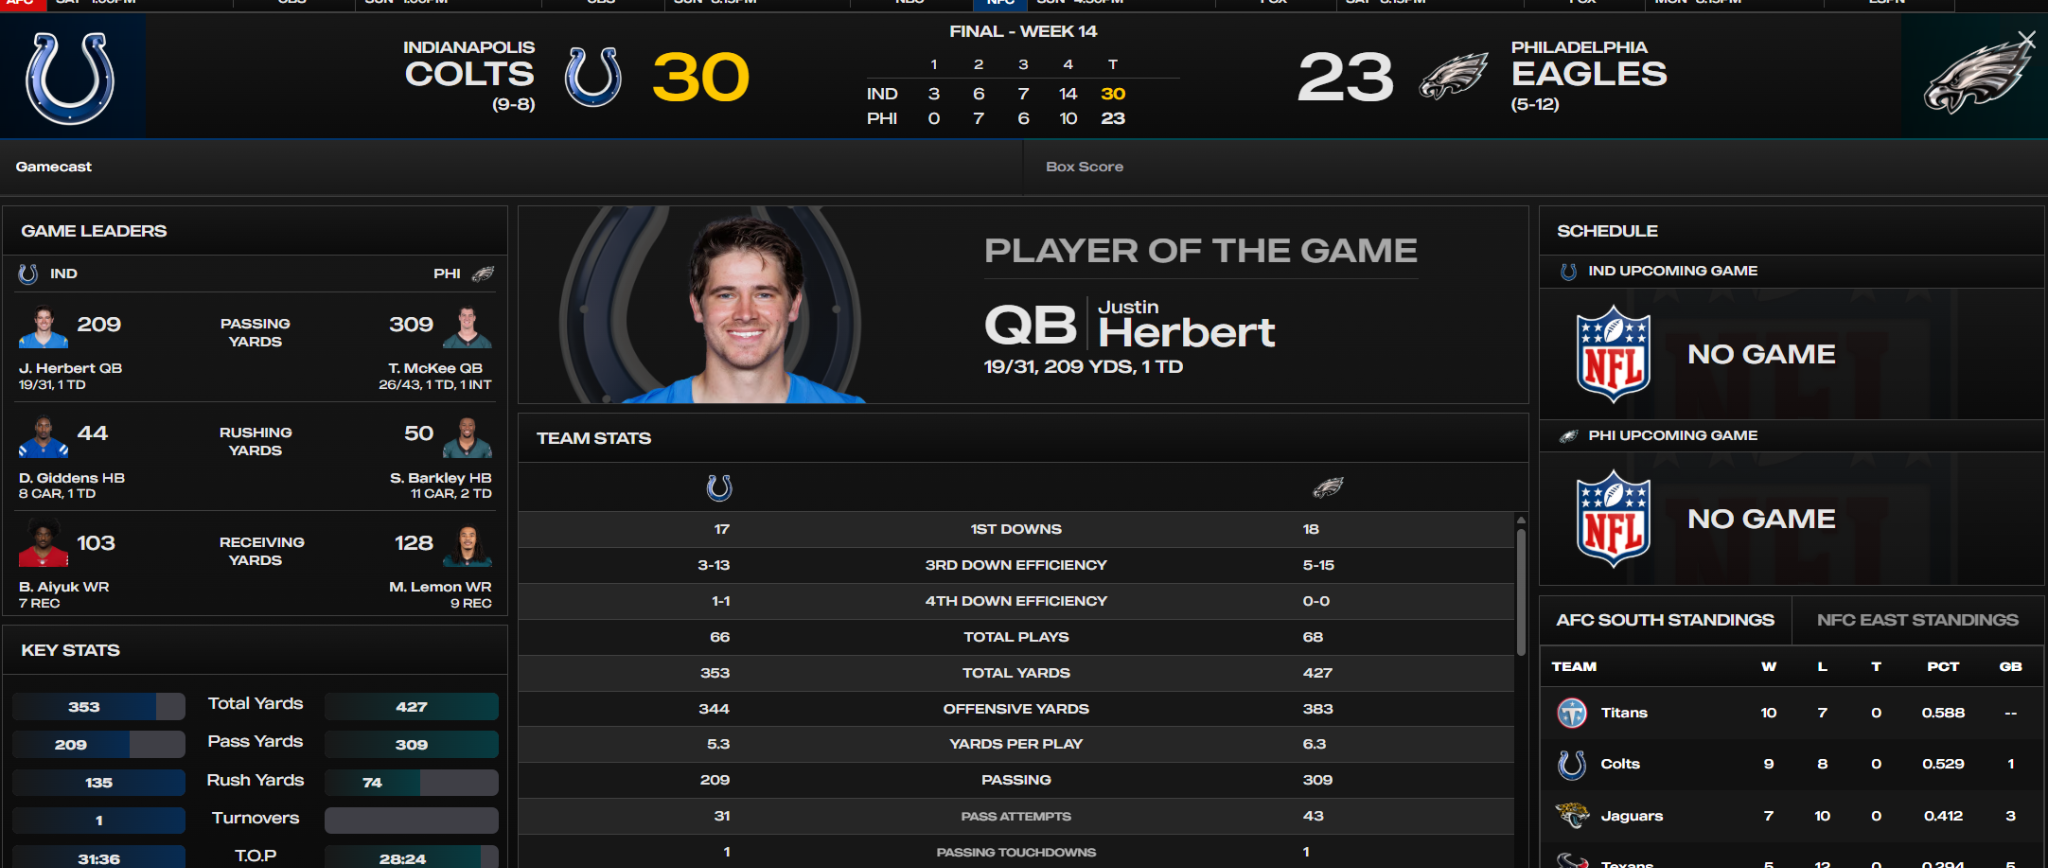 INDIANAPOLIS
COLTS
(9-8)
30
FINAL - WEEK 14
1 2 3 4 T
IND 3 6 7 14 30
PHI 0 7 6 10 23
23
PHILADELPHIA
EAGLES
(5-12)
Gamecast
Box Score
GAME LEADERS
IND PHI
209 PASSING YARDS 309
J. Herbert QB T. McKee QB
19/31, 1 TD 26/43, 1 TD, 1 INT
44 RUSHING YARDS 50
D. Giddens HB S. Barkley HB
8 CAR, 1 TD 11 CAR, 2 TD
103 RECEIVING YARDS 128
B. Aiyuk WR M. Lemon WR
7 REC 9 REC
KEY STATS
353 Total Yards 427
209 Pass Yards 309
135 Rush Yards 74
1 Turnovers
31:36 T.O.P 28:24
PLAYER OF THE GAME
QB Justin
Herbert
19/31, 209 YDS, 1 TD
TEAM STATS
17 1ST DOWNS 18
3-13 3RD DOWN EFFICIENCY 5-15
1-1 4TH DOWN EFFICIENCY 0-0
66 TOTAL PLAYS 68
353 TOTAL YARDS 427
344 OFFENSIVE YARDS 383
5.3 YARDS PER PLAY 6.3
209 PASSING 309
31 PASS ATTEMPTS 43
1 PASSING TOUCHDOWNS 1
SCHEDULE
IND UPCOMING GAME
NFL
NO GAME
PHI UPCOMING GAME
NFL
NO GAME
AFC SOUTH STANDINGS NFC EAST STANDINGS
TEAM W L T PCT GB
Titans 10 7 0 0.588 --
Colts 9 8 0 0.529 1
Jaguars 7 10 0 0.412 3
Texans 5 12 0 0.294 5